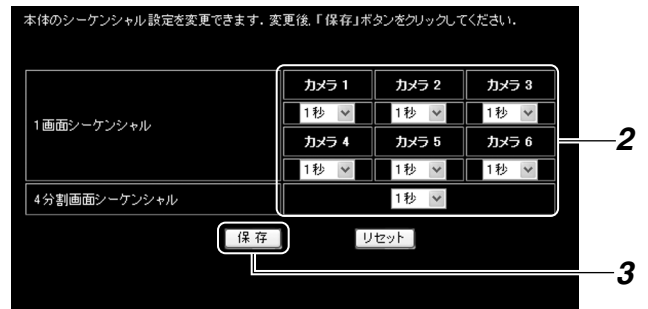 本体のシーケンシャル設定を変更できます. 変更後,「保存」ボタンをクリックしてください.
カメラ 1 カメラ 2 カメラ 3
1画面シーケンシャル
1秒 1秒 1秒
カメラ 4 カメラ 5 カメラ 6
2
1秒 1秒 1秒
4分割画面シーケンシャル 1秒
保存 リセット
3